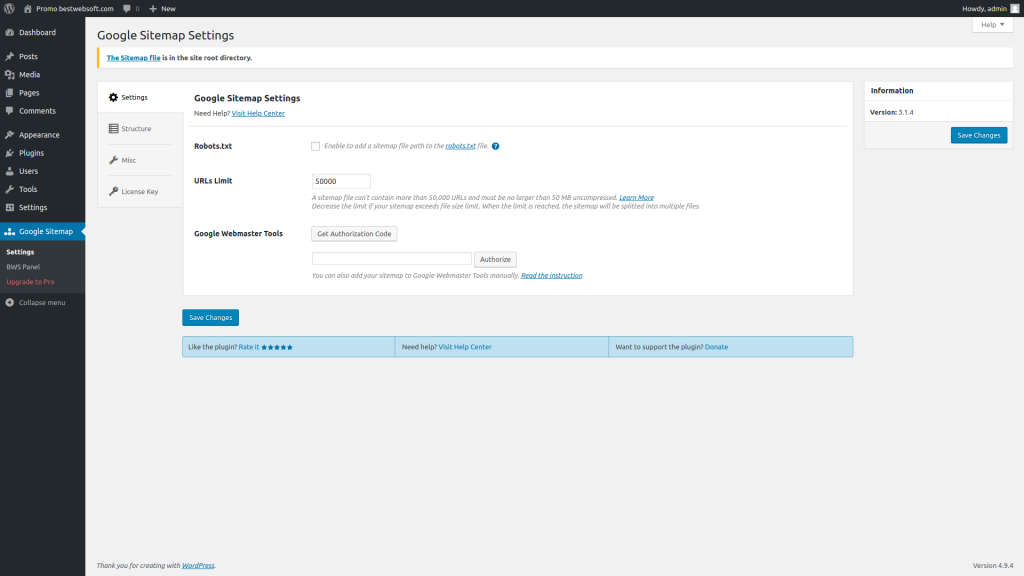 Promo bestwebsoft.com 0 New Howdy, admin
Help
Dashboard
Posts
Media
Pages
Comments
Appearance
Plugins
Users
Tools
Settings
Google Sitemap
Settings
BWS Panel
Upgrade to Pro
Collapse menu
Google Sitemap Settings
The Sitemap file is in the site root directory.
Settings
Structure
Misc
License Key
Google Sitemap Settings
Need Help? Visit Help Center
Robots.txt
Enable to add a sitemap file path to the robots.txt file. ?
URLs Limit
50000
A sitemap file can't contain more than 50,000 URLs and must be no larger than 50 MB uncompressed. Learn More
Decrease the limit if your sitemap exceeds file size limit. When the limit is reached, the sitemap will be splitted into multiple files.
Google Webmaster Tools
Get Authorization Code
Authorize
You can also add your sitemap to Google Webmaster Tools manually. Read the instruction
Save Changes
Like the plugin? Rate it ★★★★★
Need help? Visit Help Center
Want to support the plugin? Donate
Information
Version: 3.1.4
Save Changes
Thank you for creating with WordPress.
Version 4.9.4